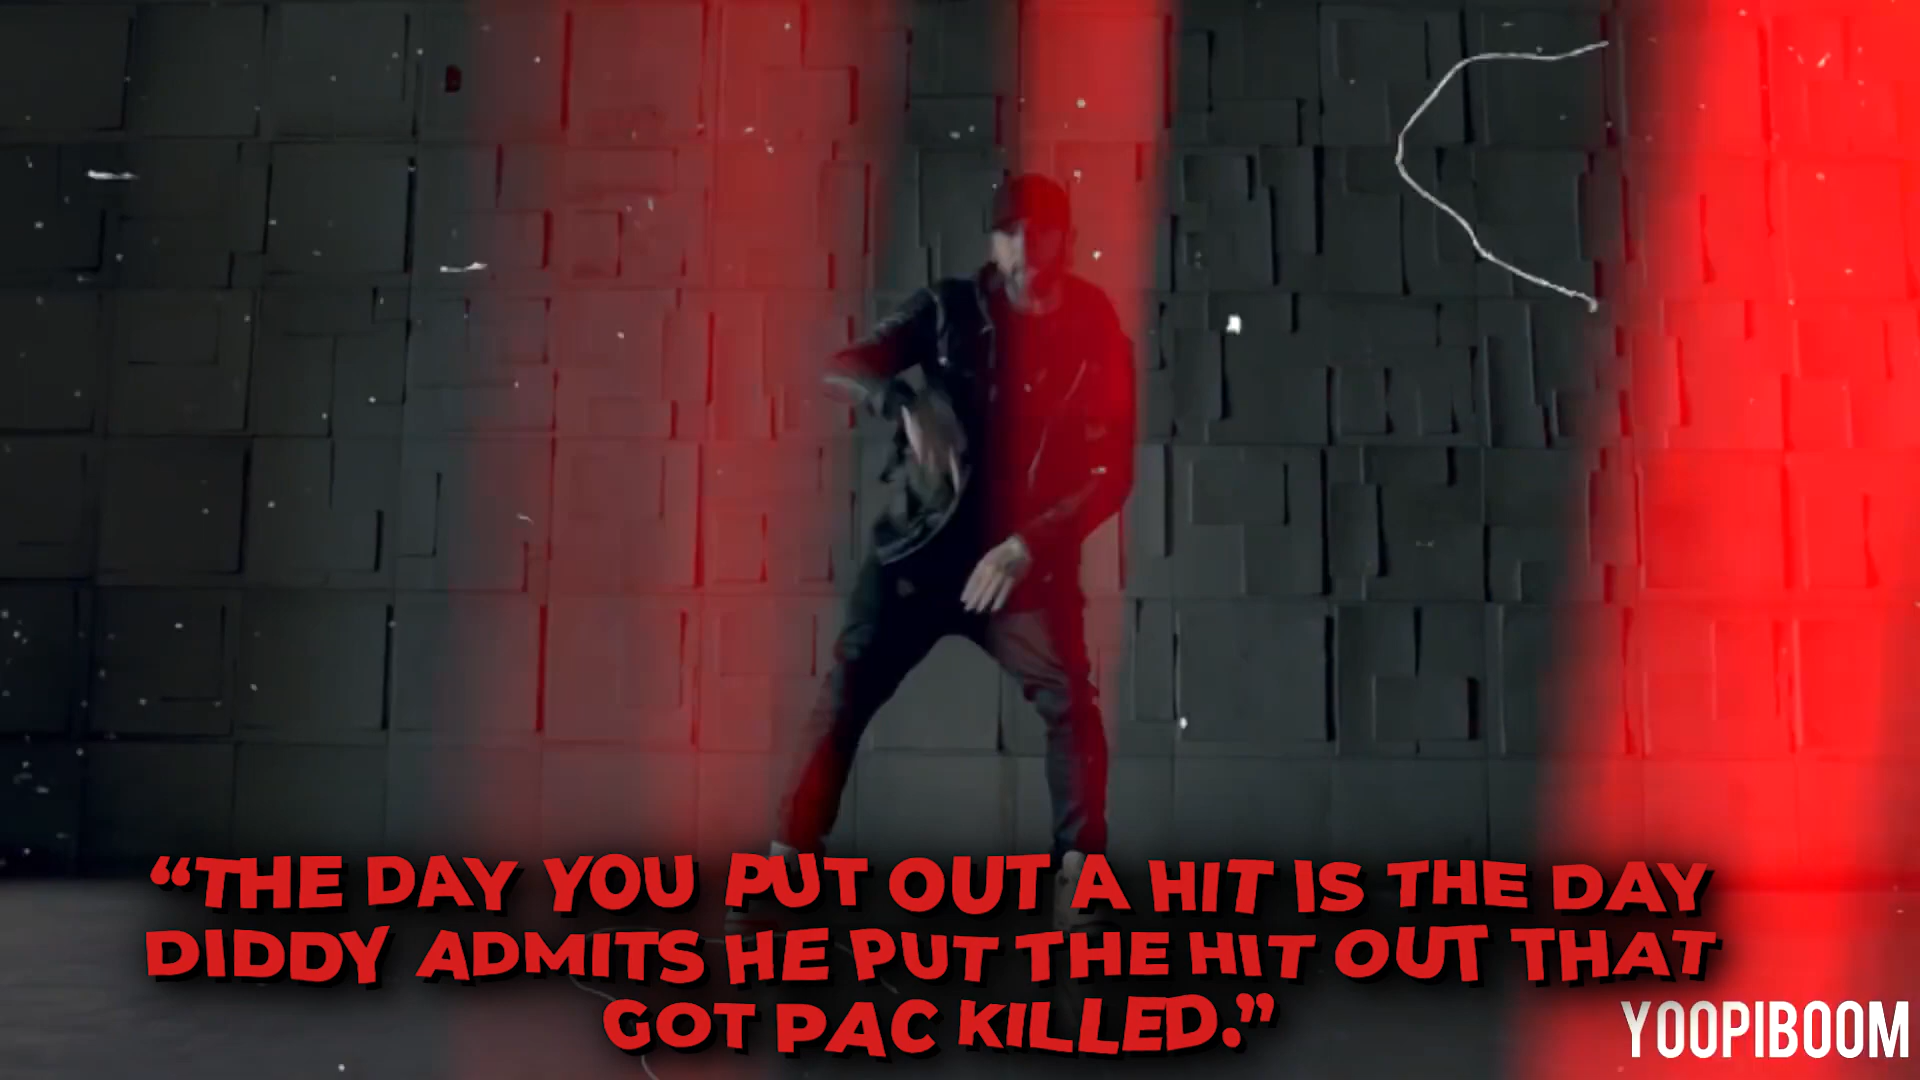 “THE DAY YOU PUT OUT A HIT IS THE DAY
DIDDY ADMITS HE PUT THE HIT OUT THAT
GOT PAC KILLED.”
YOOPIBOOM